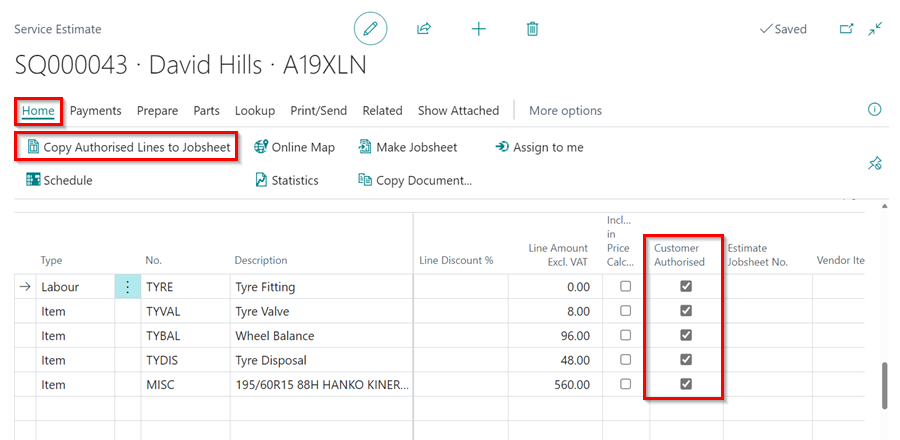 Service Estimate
Saved
SQ000043 · David Hills · A19XLN
Home Payments Prepare Parts Lookup Print/Send Related Show Attached More options
Copy Authorised Lines to Jobsheet Online Map Make Jobsheet Assign to me
Schedule Statistics Copy Document...
Type No. Description Line Discount % Line Amount Excl. VAT Incl... in Price Calc... Customer Authorised Estimate Jobsheet No. Vendor Ite
Labour TYRE Tyre Fitting 0.00
Item TYVAL Tyre Valve 8.00
Item TYBAL Wheel Balance 96.00
Item TYDIS Tyre Disposal 48.00
Item MISC 195/60R15 88H HANKO KINER... 560.00